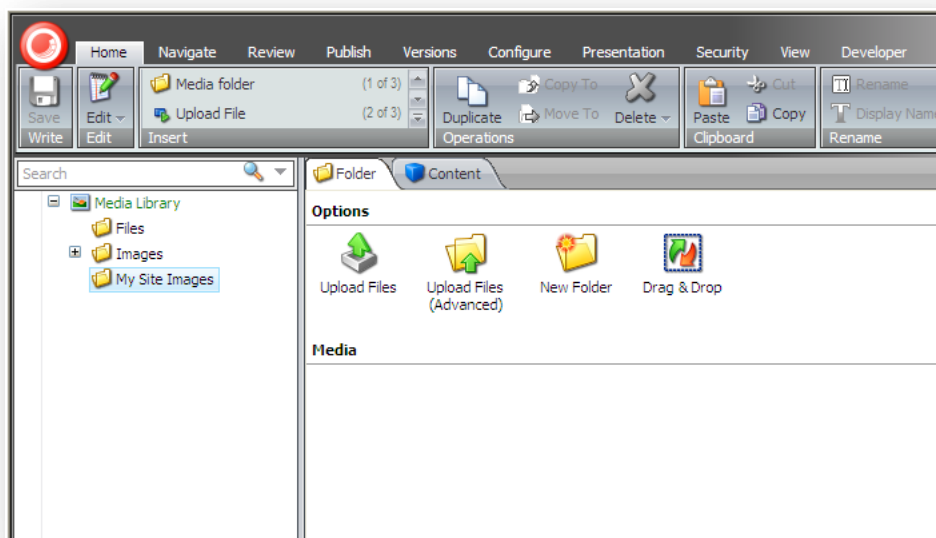 Home Navigate Review Publish Versions Configure Presentation Security View Developer
Media folder (1 of 3) Copy To Cut Rename
Save Edit Upload File (2 of 3) Duplicate Move To Delete Paste Copy Display Name
Write Edit Insert Operations Clipboard Rename
Search Folder Content
Media Library
Files
Images
My Site Images
Options
Upload Files Upload Files New Folder Drag & Drop
(Advanced)
Media